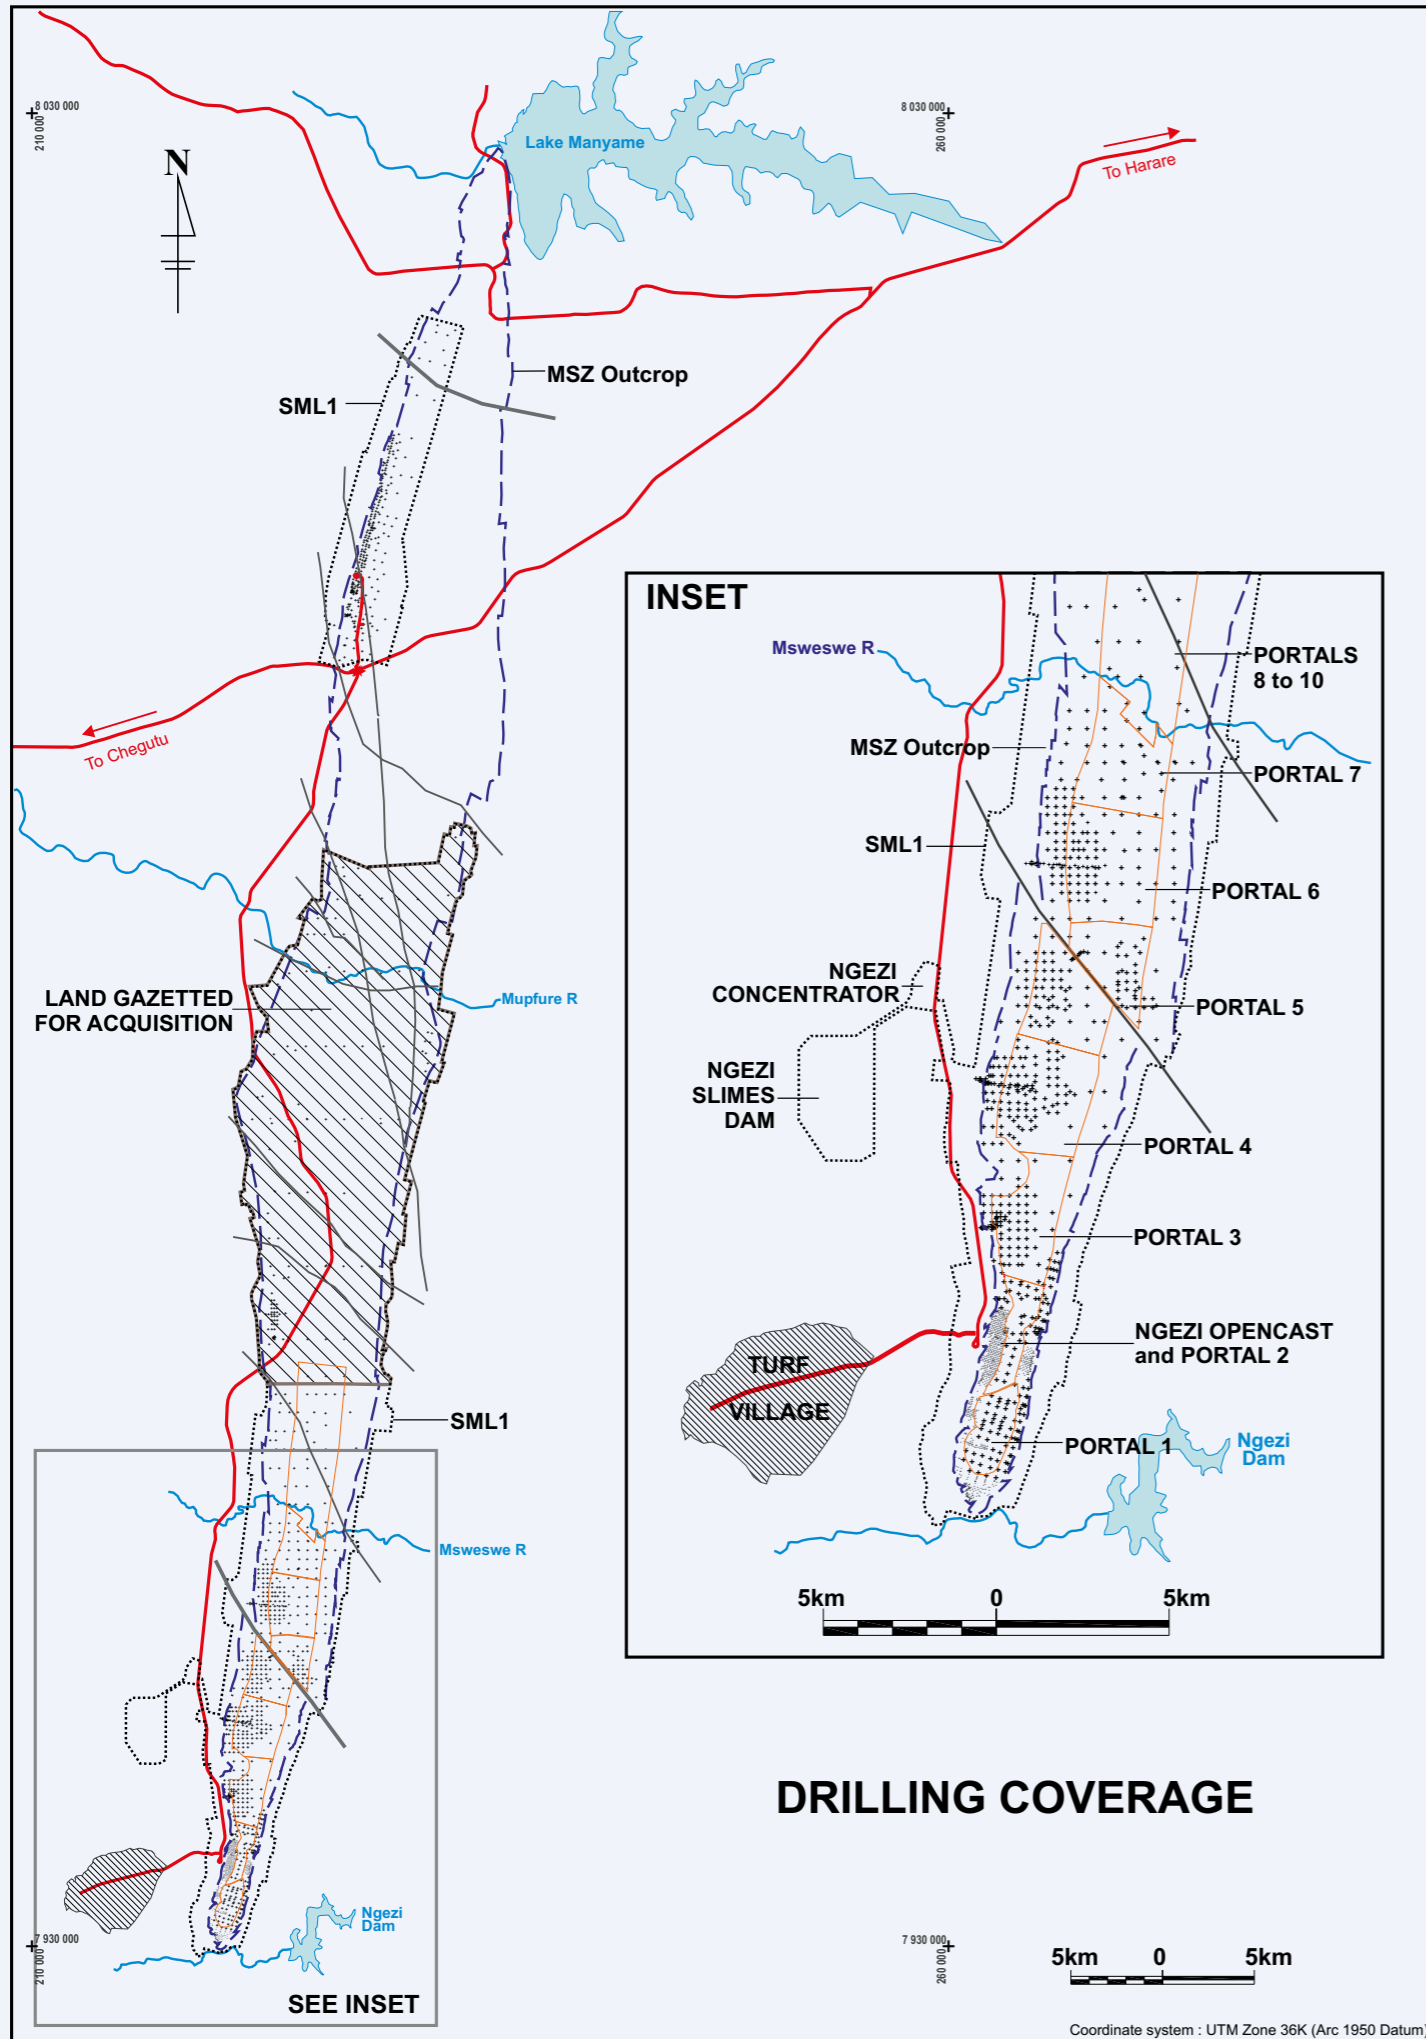 8 030 000
210 000
8 030 000
260 000
N
Lake Manyame
To Harare
MSZ Outcrop
SML1
To Chegutu
LAND GAZETTED
FOR ACQUISITION
Mupfure R
SML1
Msweswe R
Ngezi
Dam
7 930 000
210 000
SEE INSET
INSET
Msweswe R
PORTALS
8 to 10
MSZ Outcrop
PORTAL 7
SML1
PORTAL 6
NGEZI
CONCENTRATOR
PORTAL 5
NGEZI
SLIMES
DAM
PORTAL 4
PORTAL 3
NGEZI OPENCAST
and PORTAL 2
TURF
VILLAGE
PORTAL 1
Ngezi
Dam
5km 0 5km
DRILLING COVERAGE
7 930 000
260 000
5km 0 5km
Coordinate system : UTM Zone 36K (Arc 1950 Datum)